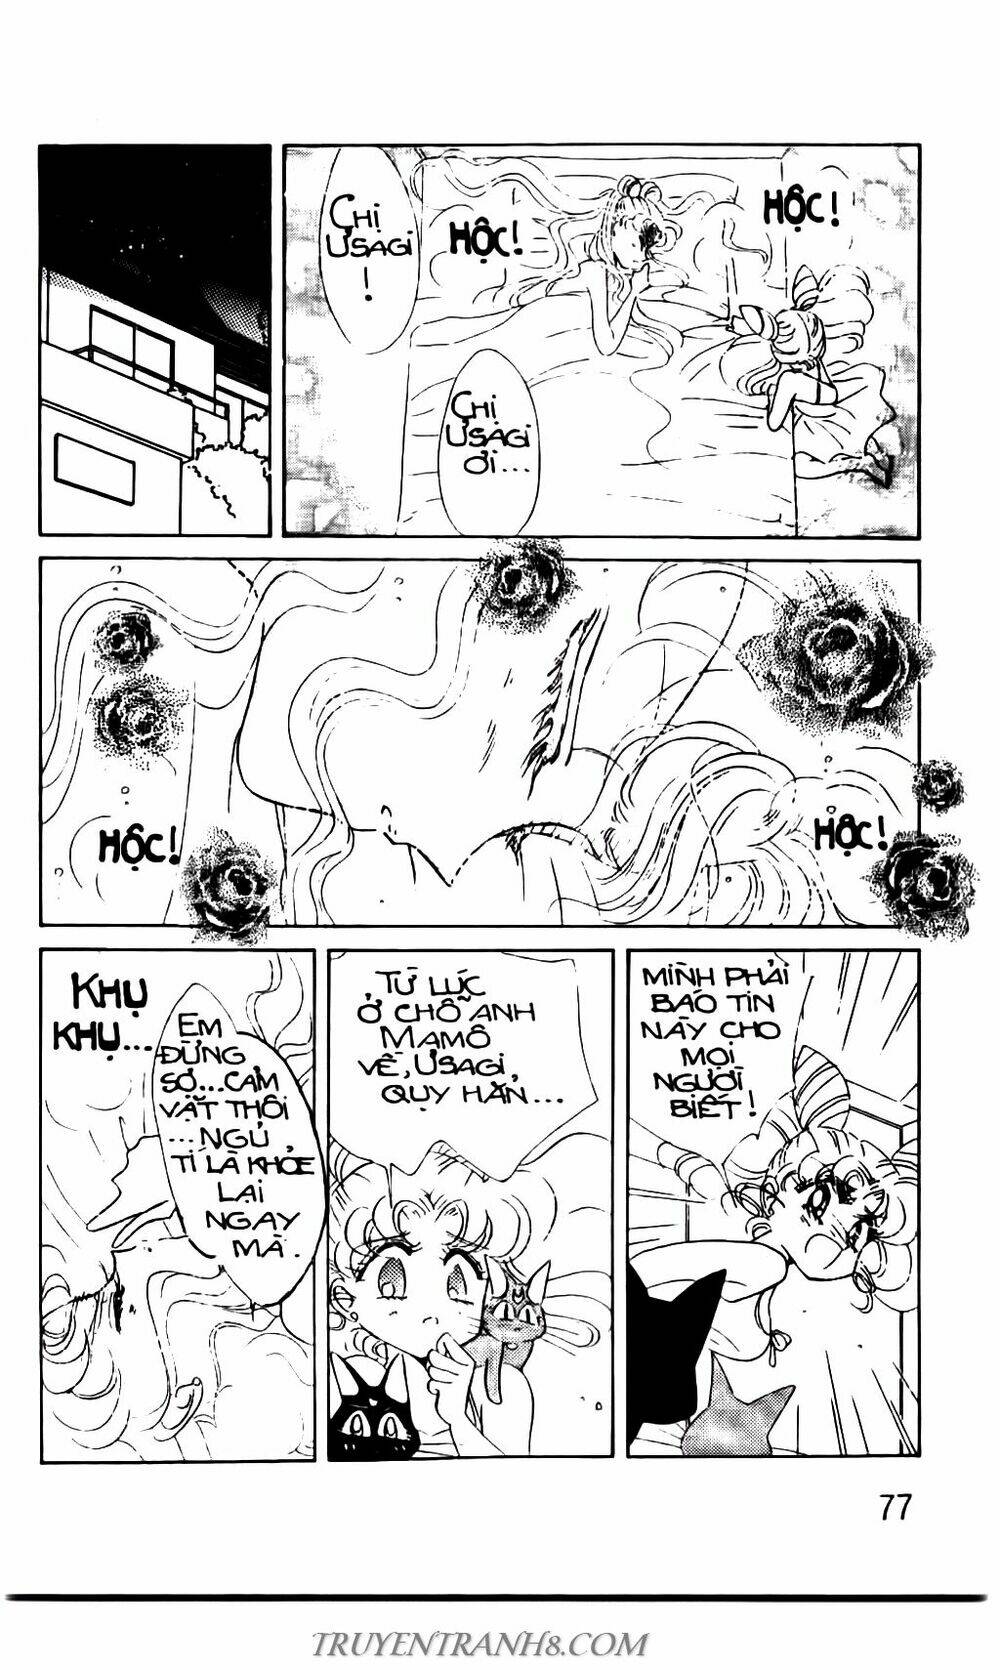 CHỊ
USAGI
!
HỘC!
HỘC!
CHỊ
USAGI
ƠI...
HỘC!
HỘC!
KHỤ
KHỤ...
EM
ĐỪNG
SỢ...CẢM
VẶT THÔI
...NGỦ
TÍ LÀ KHỎE
LẠI
NGAY
MÀ.
TỪ LÚC
Ở CHỖ ANH
MAMÔ
VỀ, USAGI,
QUỴ HẲN...
MÌNH PHẢI
BÁO TIN
NÀY CHO
MỌI
NGƯỜI
BIẾT!
77
TRUYENTRANH8.COM